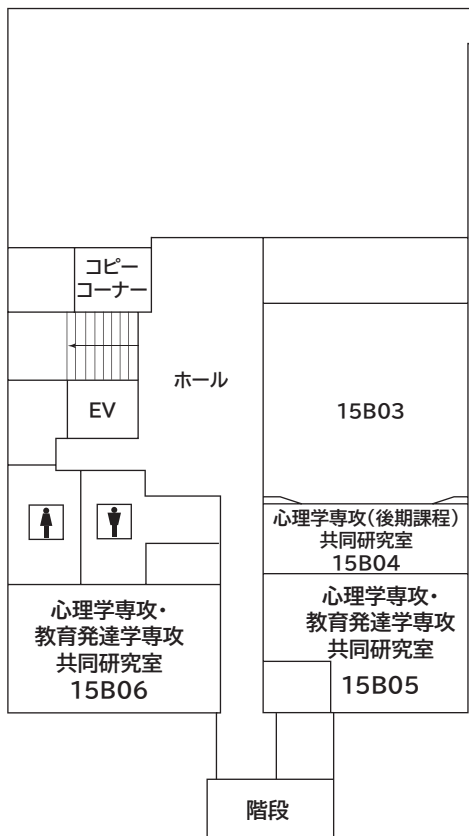 コピー
コーナー
ホール
EV
15B03
心理学専攻（後期課程）
共同研究室
15B04
心理学専攻・
教育発達学専攻
共同研究室
15B06
心理学専攻・
教育発達学専攻
共同研究室
15B05
階段